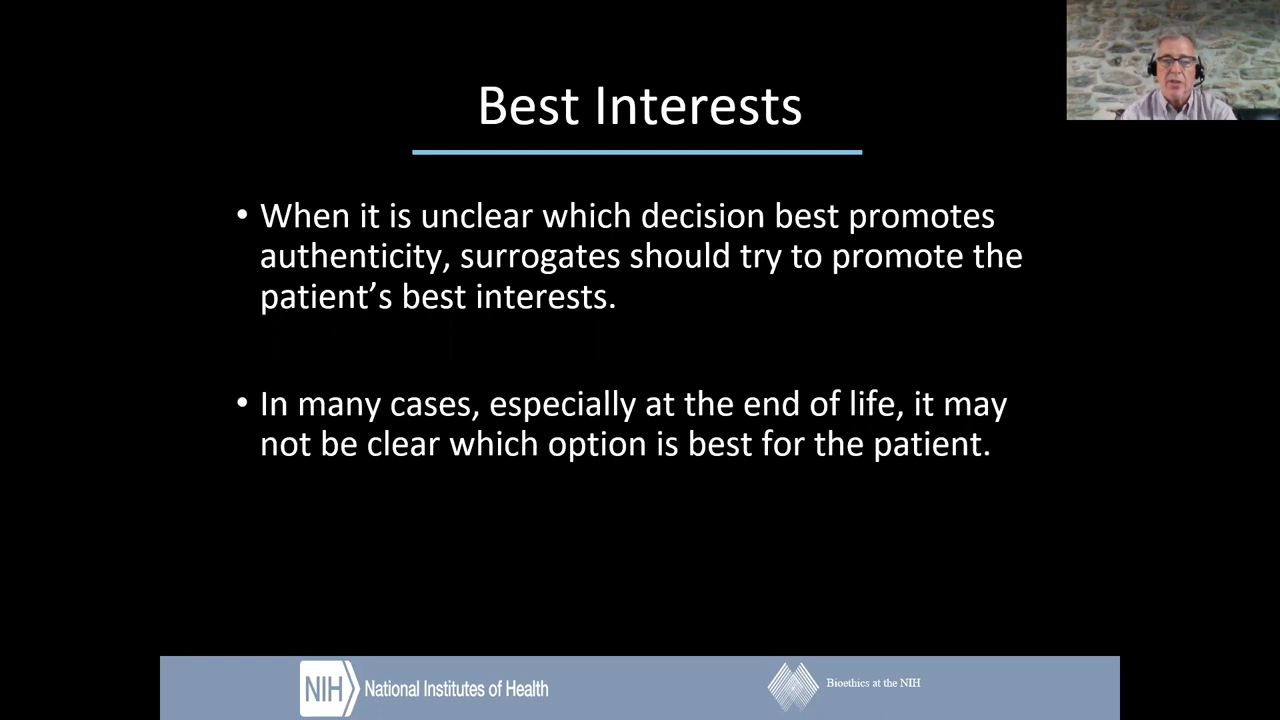 Best Interests
• When it is unclear which decision best promotes
authenticity, surrogates should try to promote the
patient’s best interests.
• In many cases, especially at the end of life, it may
not be clear which option is best for the patient.
NIH National Institutes of Health
Bioethics at the NIH